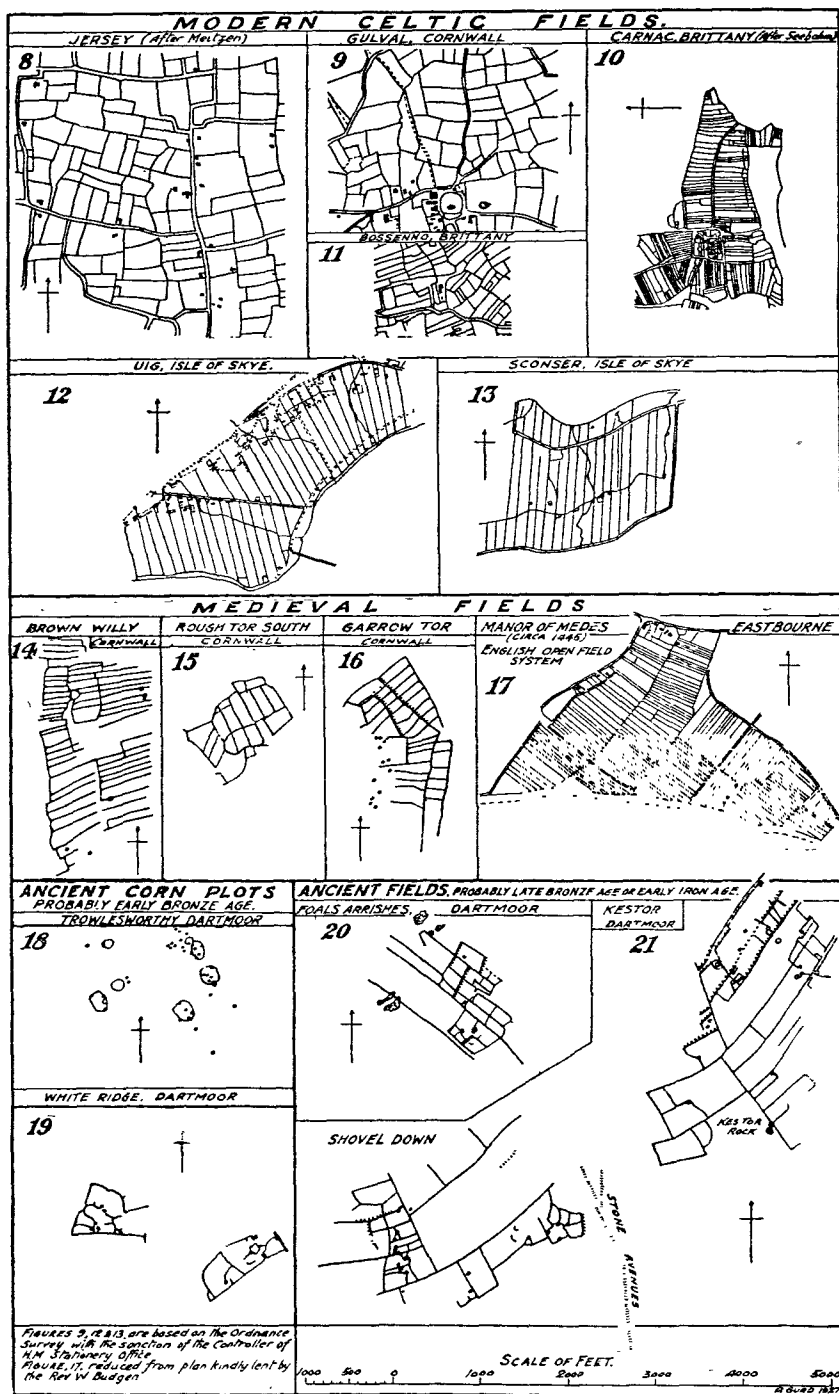 MODERN CELTIC FIELDS.
JERSEY (After Meitzen)
8
GULVAL, CORNWALL
9
CARNAC, BRITTANY (After Seebohm)
10
BOSSENNO, BRITTANY
11
UIG, ISLE OF SKYE.
12
SCONSER, ISLE OF SKYE
13
MEDIEVAL FIELDS
BROWN WILLY
CORNWALL
14
ROUGH TOR SOUTH
CORNWALL
15
GARROW TOR
CORNWALL
16
MANOR OF MEDES EASTBOURNE
(CIRCA 1446)
ENGLISH OPEN FIELD
SYSTEM
17
ANCIENT CORN PLOTS
PROBABLY EARLY BRONZE AGE.
TROWLESWORTHY DARTMOOR
18
WHITE RIDGE, DARTMOOR
19
ANCIENT FIELDS, PROBABLY LATE BRONZE AGE OR EARLY IRON AGE.
FOALS ARRISHES, DARTMOOR
20
KESTOR
DARTMOOR
21
KESTOR
ROCK
SHOVEL DOWN
STONE AVENUES
FIGURES 9, 12 & 13, are based on the Ordnance
Survey with the sanction of the Controller of
H.M Stationery Office
FIGURE, 17, reduced from plan kindly lent by
the Rev W Budgen
SCALE OF FEET.
1000 500 0 1000 2000 3000 4000 5000